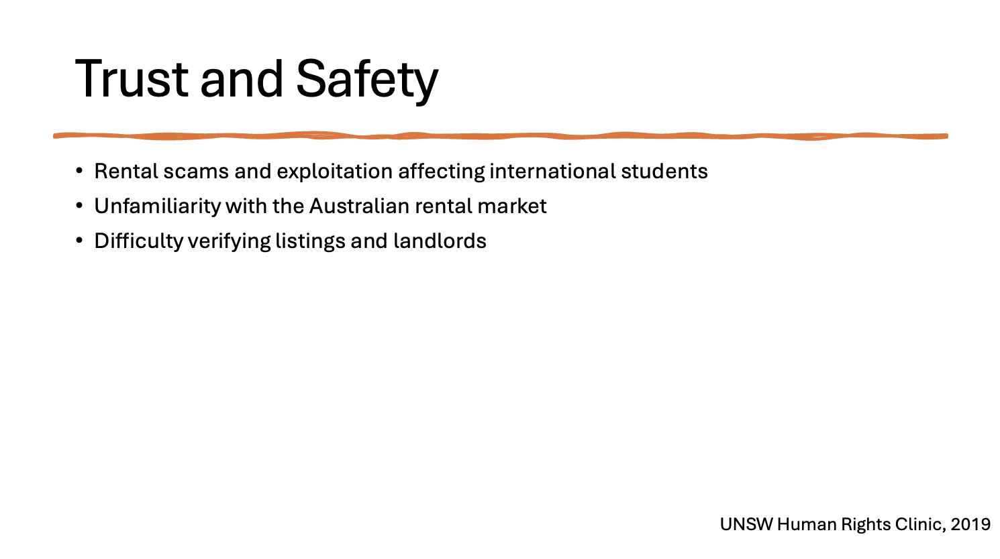 Trust and Safety
• Rental scams and exploitation affecting international students
• Unfamiliarity with the Australian rental market
• Difficulty verifying listings and landlords
UNSW Human Rights Clinic, 2019